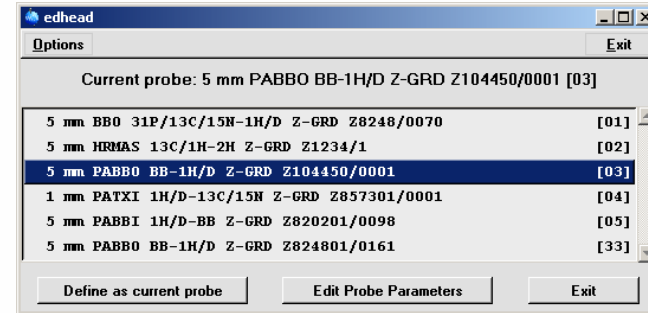 edhead
Options Exit
Current probe: 5 mm PABBO BB-1H/D Z-GRD Z104450/0001 [03]
5 mm BBO 31P/13C/15N-1H/D Z-GRD Z8248/0070 [01]
5 mm HRMAS 13C/1H-2H Z-GRD Z1234/1 [02]
5 mm PABBO BB-1H/D Z-GRD Z104450/0001 [03]
1 mm PATXI 1H/D-13C/15N Z-GRD Z857301/0001 [04]
5 mm PABBI 1H/D-BB Z-GRD Z820201/0098 [05]
5 mm PABBO BB-1H/D Z-GRD Z824801/0161 [33]
Define as current probe Edit Probe Parameters Exit